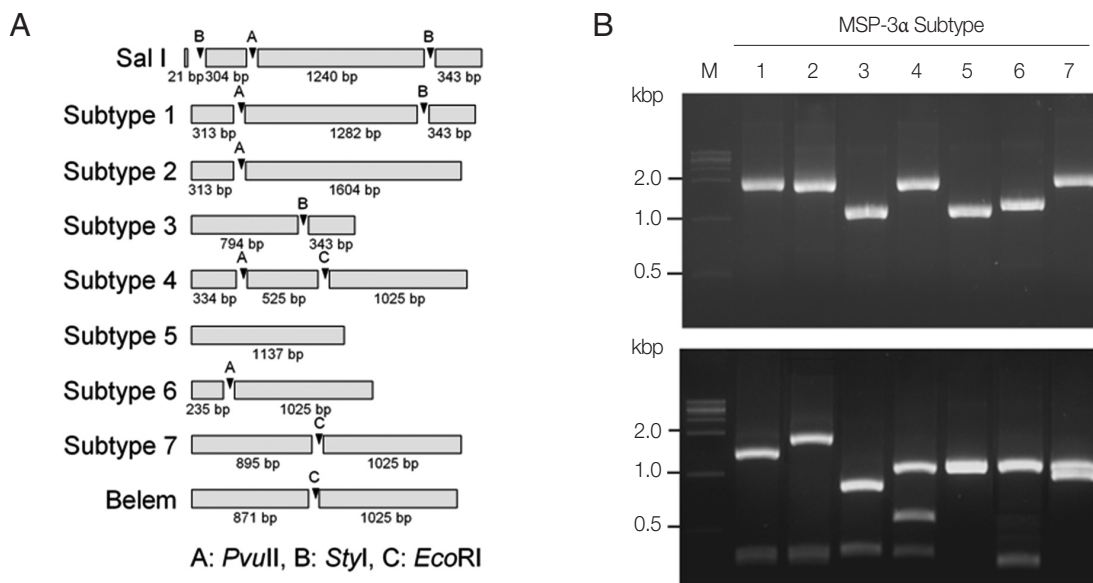 A
B A B
Sal I
21 bp 304 bp 1240 bp 343 bp
A B
Subtype 1
313 bp 1282 bp 343 bp
A
Subtype 2
313 bp 1604 bp
B
Subtype 3
794 bp 343 bp
A C
Subtype 4
334 bp 525 bp 1025 bp
Subtype 5
1137 bp
A
Subtype 6
235 bp 1025 bp
C
Subtype 7
895 bp 1025 bp
C
Belem
871 bp 1025 bp
A: PvuII, B: StyI, C: EcoRI
B
MSP-3α Subtype
M 1 2 3 4 5 6 7
kbp
2.0
1.0
0.5
kbp
2.0
1.0
0.5